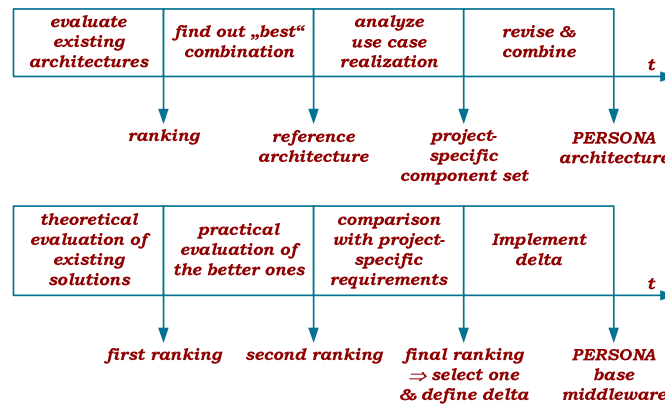 evaluate
existing
architectures
find out „best“
combination
analyze
use case
realization
revise &
combine
t
ranking
reference
architecture
project-
specific
component set
PERSONA
architecture
theoretical
evaluation of
existing
solutions
practical
evaluation of
the better ones
comparison
with project-
specific
requirements
Implement
delta
t
first ranking
second ranking
final ranking
⇒ select one
& define delta
PERSONA
base
middleware